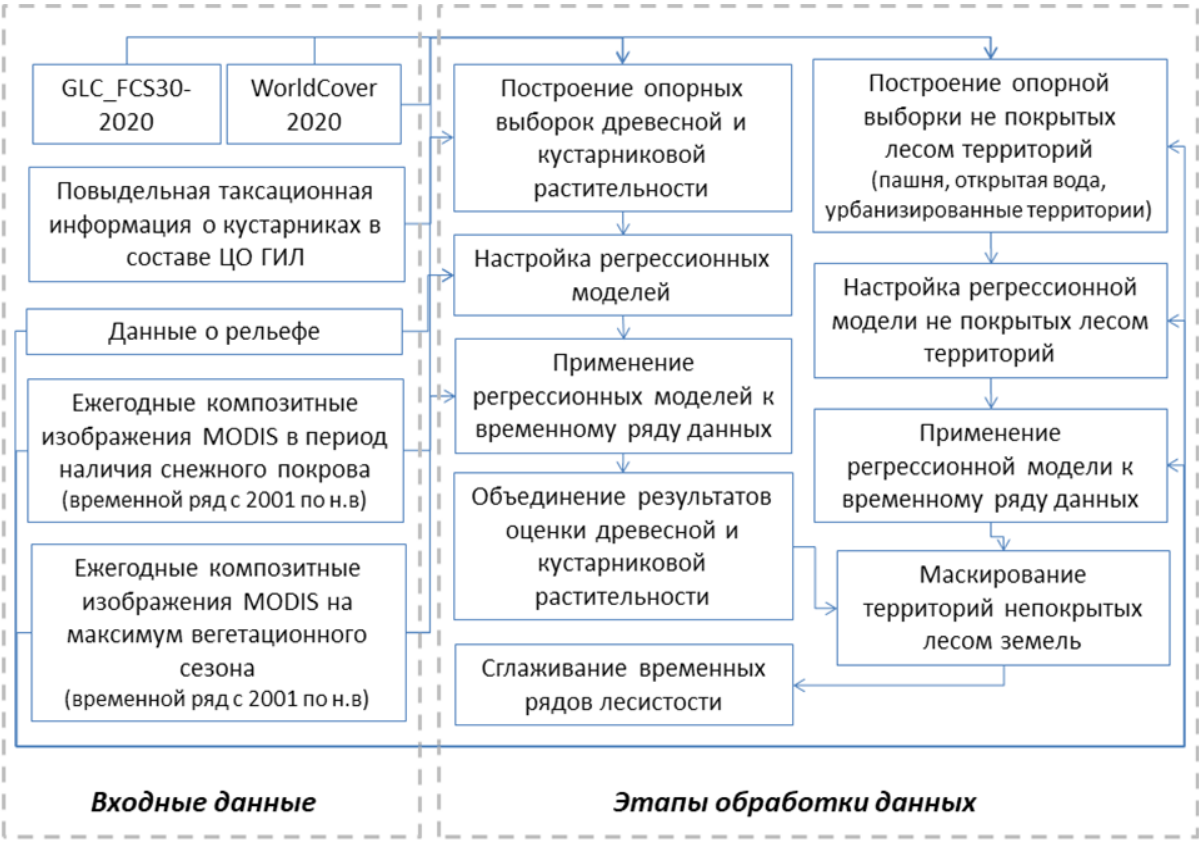 GLC_FCS30-
2020
WorldCover
2020
Повыдельная таксационная
информация о кустарниках в
составе ЦО ГИЛ
Данные о рельефе
Ежегодные композитные
изображения MODIS в период
наличия снежного покрова
(временной ряд с 2001 по н.в)
Ежегодные композитные
изображения MODIS на
максимум вегетационного
сезона
(временной ряд с 2001 по н.в)
Входные данные
Построение опорных
выборок древесной и
кустарниковой
растительности
Настройка регрессионных
моделей
Применение
регрессионных моделей к
временному ряду данных
Объединение результатов
оценки древесной и
кустарниковой
растительности
Сглаживание временных
рядов лесистости
Построение опорной
выборки не покрытых
лесом территорий
(пашня, открытая вода,
урбанизированные территории)
Настройка регрессионной
модели не покрытых лесом
территорий
Применение
регрессионной модели к
временному ряду данных
Маскирование
территорий непокрытых
лесом земель
Этапы обработки данных